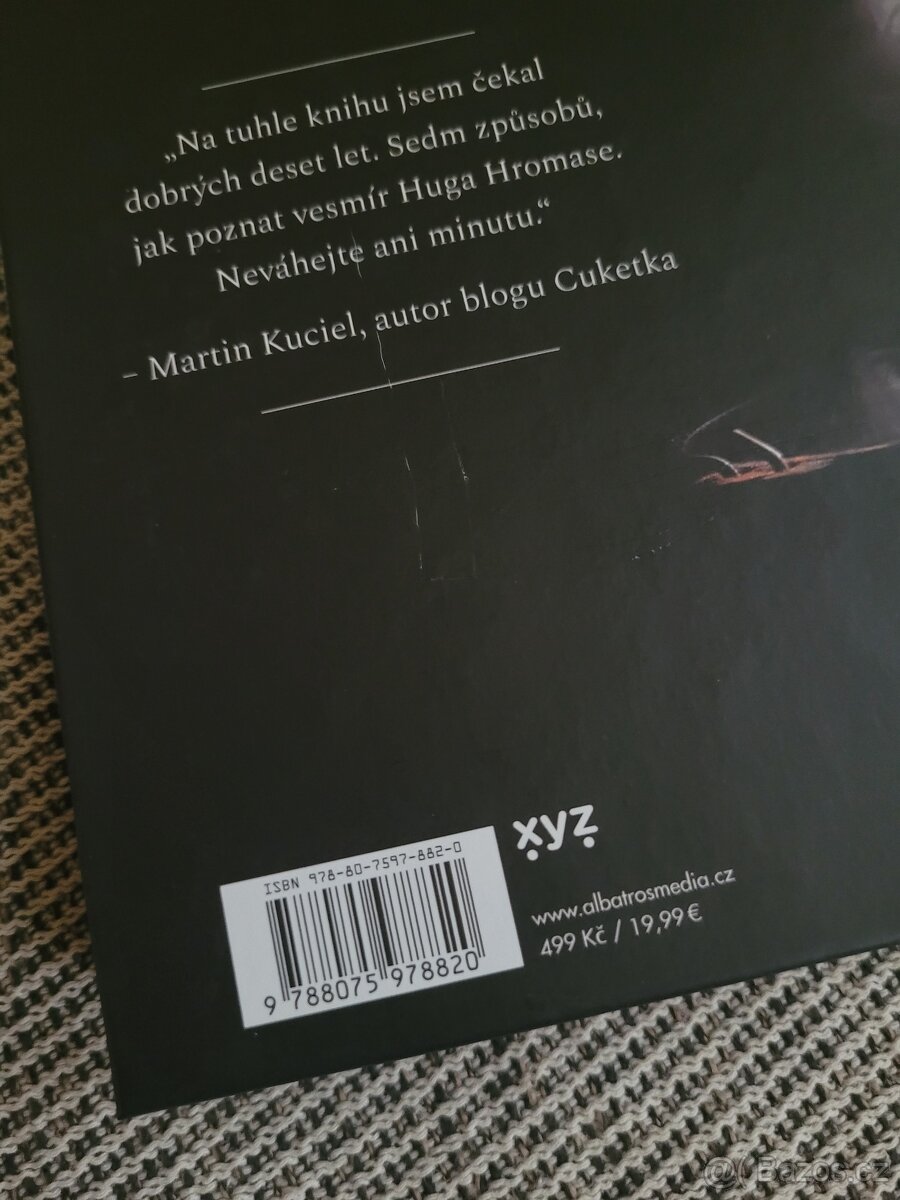 „Na tuhle knihu jsem čekal
dobrých deset let. Sedm způsobů,
jak poznat vesmír Huga Hromase.
Neváhejte ani minutu.“
– Martin Kuciel, autor blogu Cuketka
xyz
ISBN 978-80-7597-882-0
9 788075 978820
www.albatrosmedia.cz
499 Kč / 19,99 €
@( Bazos.cz